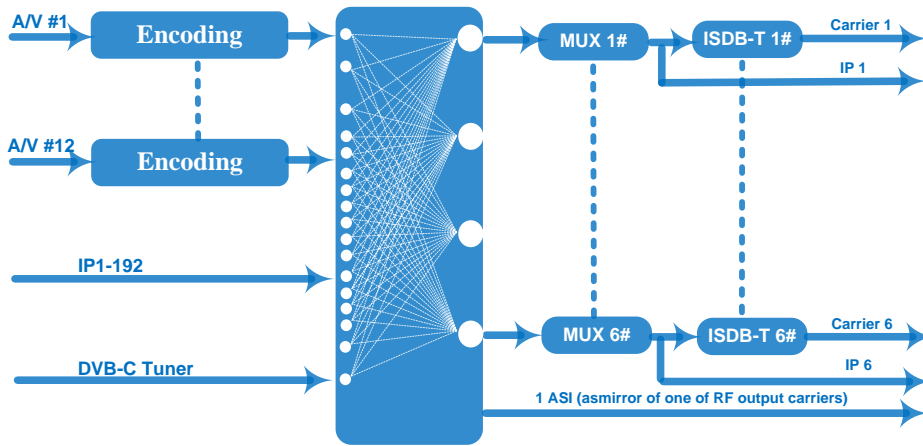 A/V #1
Encoding
MUX 1#
ISDB-T 1#
Carrier 1
IP 1
A/V #12
Encoding
IP1-192
MUX 6#
ISDB-T 6#
Carrier 6
IP 6
DVB-C Tuner
1 ASI (asmirror of one of RF output carriers)